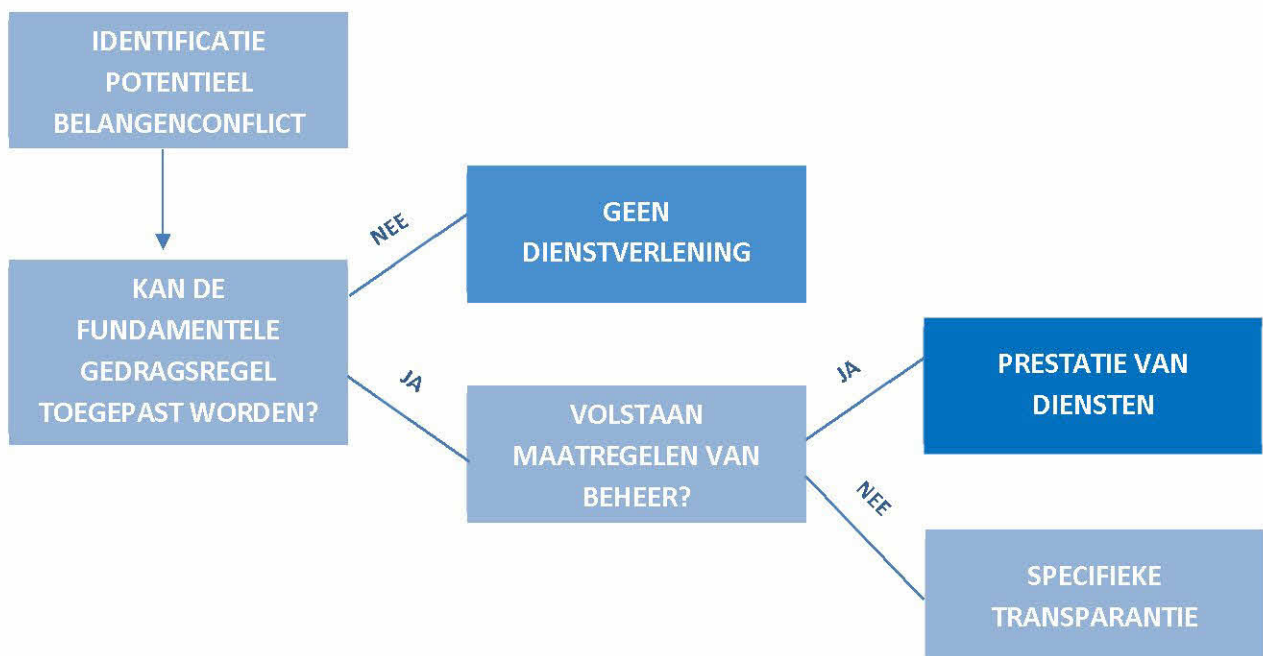 IDENTIFICATIE
POTENTIEEL
BELANGENCONFLICT
NEE
GEEN
DIENSTVERLENING
KAN DE
FUNDAMENTELE
GEDRAGSREGEL
TOEGEPAST WORDEN?
JA
VOLSTAAN
MAATREGELEN VAN
BEHEER?
JA
PRESTATIE VAN
DIENSTEN
NEE
SPECIFIEKE
TRANSPARANTIE